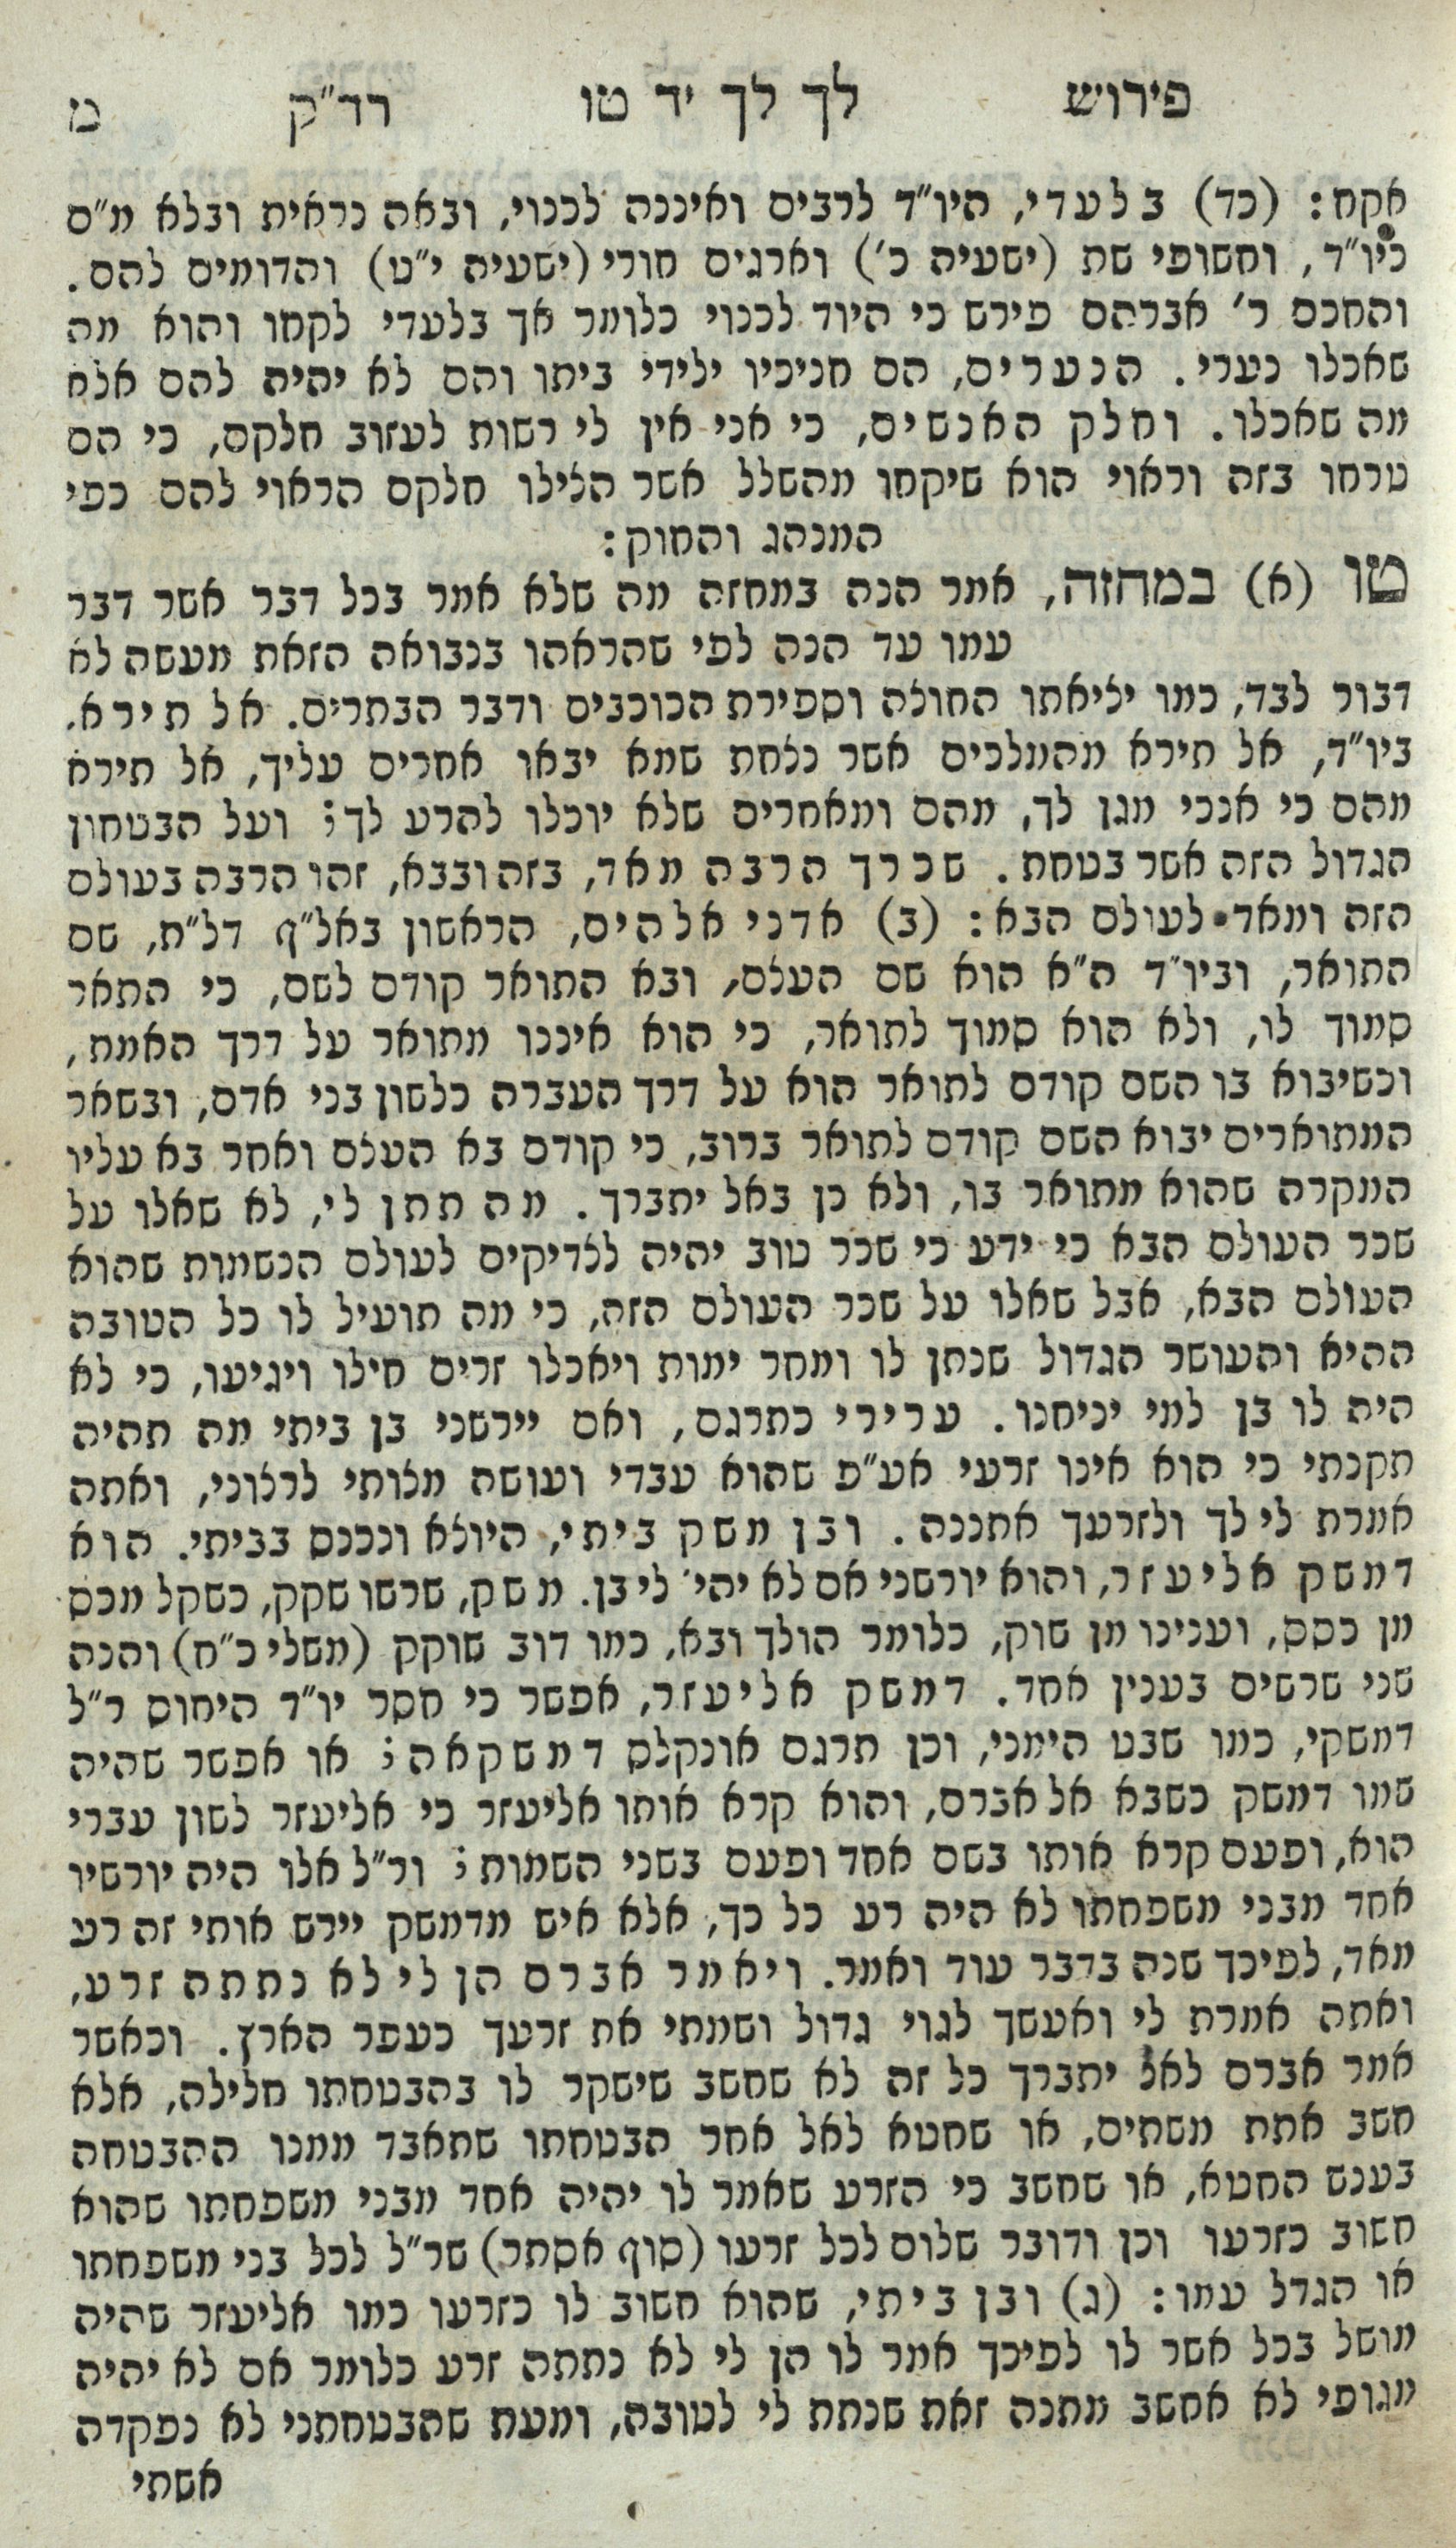 פירוש לך לך יד טו רד"ק מ
אקח: (כד) בלעדי, היו"ד לרבים ואיננה לכנוי, ובאה נראית ובלא מ"ם
כיו"ד, וחשופי שת (ישעיה כ') וארגים חורי (ישעיה י"ט) והדומים להם.
והחכם ר' אברהם פירש כי היוד לכנוי כלומר אך בלעדי לקחו והוא מה
שאכלו נערי. הנערים, הם חניכיו ילידי ביתו והם לא יהיה להם אלא
מה שאכלו. וחלק האנשים, כי אני אין לי רשות לעזוב חלקם, כי הם
טרחו בזה וראוי הוא שיקחו מהשלל אשר הצילו חלקם הראוי להם כפי
המנהג והחוק:
טו (א) במחזה, אמר הנה במחזה מה שלא אמר בכל דבר אשר דבר
עמו עד הנה לפי שהראהו בנבואה הזאת מעשה לא
דבור לבד, כמו יציאתו החוצה וספירת הכוכבים ודבר הבתרים. אל תירא.
ביו"ד, אל תירא מהמלכים אשר נצחת שמא יבאו אחרים עליך, אל תירא
מהם כי אנכי מגן לך, מהם ומאחרים שלא יוכלו להרע לך; ועל הבטחון
הגדול הזה אשר בטחת. שכרך הרבה מאד, בזה ובבא, זהו הרבה בעולם
הזה ומאד לעולם הבא: (ב) אדני אלהים, הראשון באל"ף דל"ת, שם
התואר, וביו"ד ה"א הוא שם העצם, ובא התואר קודם לשם, כי התאר
סמוך לו, ולא הוא סמוך לתואר, כי הוא איננו מתואר על דרך האמת,
וכשיבוא בו השם קודם לתואר הוא על דרך העברה כלשון בני אדם, ובשאר
המתוארים יבוא השם קודם לתואר ברוב, כי קודם בא העצם ואחר בא עליו
המקרה שהוא מתואר בו, ולא כן באל יתברך. מה תתן לי, לא שאלו על
שכר העולם הבא כי ידע כי שכר טוב יהיה לצדיקים לעולם הנשמות שהוא
העולם הבא, אבל שאלו על שכר העולם הזה, כי מה תועיל לו כל הטובה
ההיא והעושר הגדול שנתן לו ומחר ימות ויאכלו זרים חילו ויגיעו, כי לא
היה לו בן למי יניחנו. ערירי כתרגם, ואם יירשני בן ביתי מה תהיה
תקנתי כי הוא אינו זרעי אע"פ שהוא עבדי ועושה מצותי לרצוני, ואתה
אמרת לי לך ולזרעך אתננה. ובן משק ביתי, היוצא ונכנס בביתי. הוא
דמשק אליעזר, והוא יורשני אם לא יהי' לי בן. משק, שרשו שקק, כשקל מכס
מן כסס, וענינו מן שוק, כלומר הולך ובא, כמו דוב שוקק (משלי כ"ח) והנה
שני שרשים בענין אחד. דמשק אליעזר, אפשר כי חסר יו"ד היחוס ר"ל
דמשקי, כמו שבט הימני, וכן תרגם אונקלס דמשקאה; או אפשר שהיה
שמו דמשק כשבא אל אברם, והוא קרא אותו אליעזר כי אליעזר לשון עברי
הוא, ופעם קרא אותו בשם אחד ופעם בשני השמות; ור"ל אלו היה יורשיו
אחד מבני משפחתו לא היה רע כל כך, אלא איש מדמשק יירש אותי זה רע
מאד, לפיכך שנה בדבר עוד ואמר. ויאמר אברם הן לי לא נתתה זרע,
ואתה אמרת לי ואעשך לגוי גדול ושמתי את זרעך כעפר הארץ. וכאשר
אמר אברם לאל יתברך כל זה לא שחשב שישקר לו בהבטחתו חלילה, אלא
חשב אחת משתים, או שחטא לאל אחר הבטחתו שתאבד ממנו ההבטחה
בענש החטא, או שחשב כי הזרע שאמר לו יהיה אחד מבני משפחתו שהוא
חשוב כזרעו וכן ודובר שלום לכל זרעו (סוף אסתר) שר"ל לכל בני משפחתו
או הגדל עמו: (ג) ובן ביתי, שהוא חשוב לו כזרעו כמו אליעזר שהיה
מושל בכל אשר לו לפיכך אמר לו הן לי לא נתתה זרע כלומר אם לא יהיה
מגופי לא אחשב מתנה זאת שנתת לי לטובה, ומעת שהבטחתני לא נפקדה
אשתי